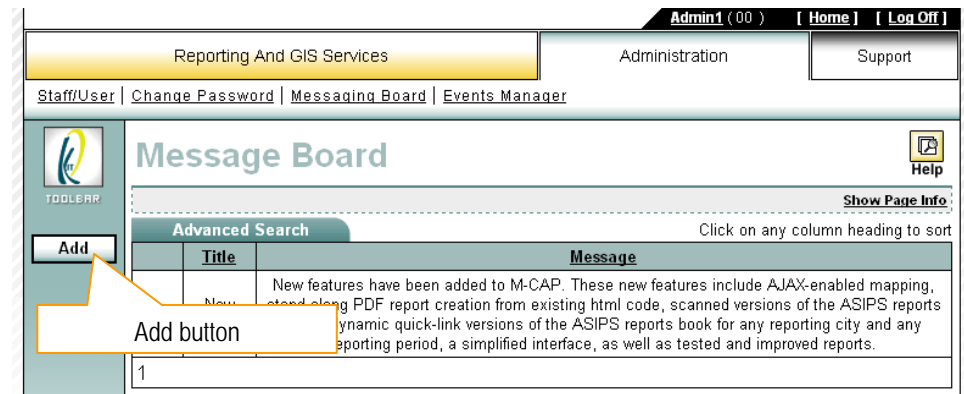 Admin1 (00 ) [ Home ] [ Log Off ]
Reporting And GIS Services Administration Support
Staff/User | Change Password | Messaging Board | Events Manager
Message Board
Help
TOOLBAR
Show Page Info
Advanced Search Click on any column heading to sort
Add
Title Message
New features have been added to M-CAP. These new features include AJAX-enabled mapping,
New stand along PDF report creation from existing html code, scanned versions of the ASIPS reports
ynamic quick-link versions of the ASIPS reports book for any reporting city and any
eporting period, a simplified interface, as well as tested and improved reports.
Add button
1